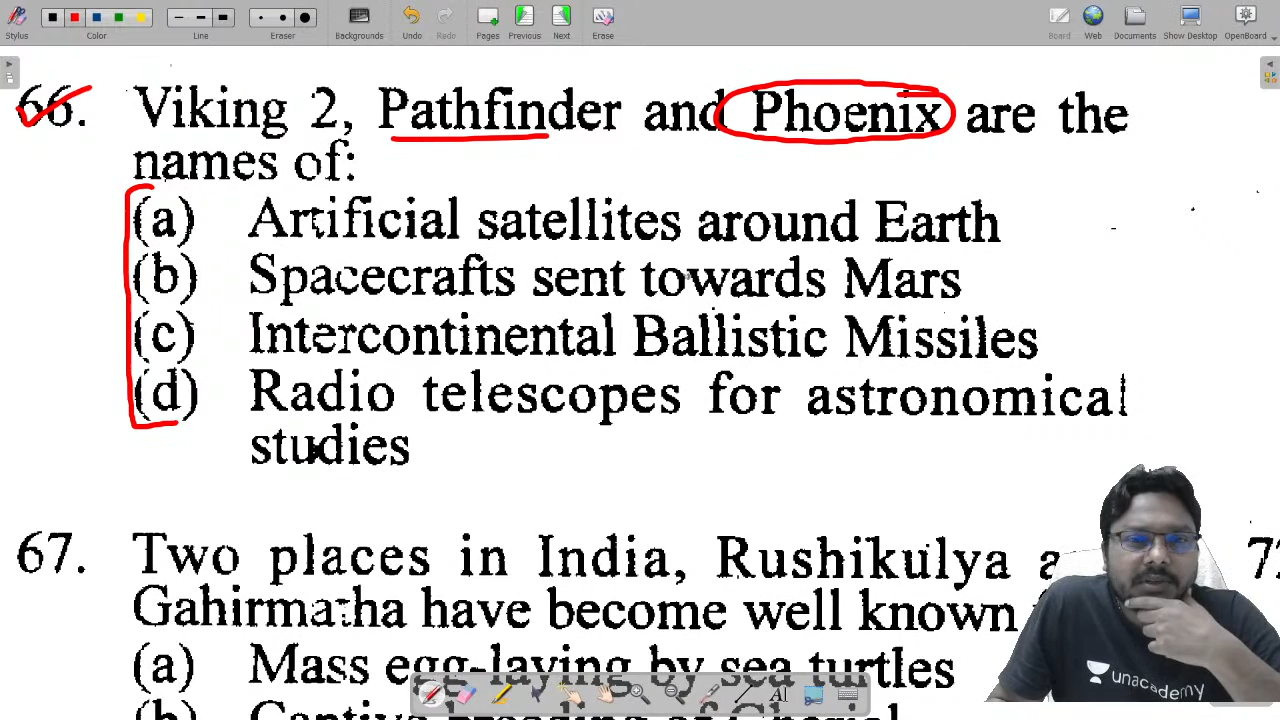 Stylus Color Line Eraser Backgrounds Undo Redo Pages Previous Next Erase Board Web Documents Show Desktop OpenBoard
66. Viking 2, Pathfinder and Phoenix are the
names of:
(a) Artificial satellites around Earth
(b) Spacecrafts sent towards Mars
(c) Intercontinental Ballistic Missiles
(d) Radio telescopes for astronomical
studies
67. Two places in India, Rushikulya a
Gahirmatha have become well known
(a) Mass egg-laying by sea turtles
unacademy